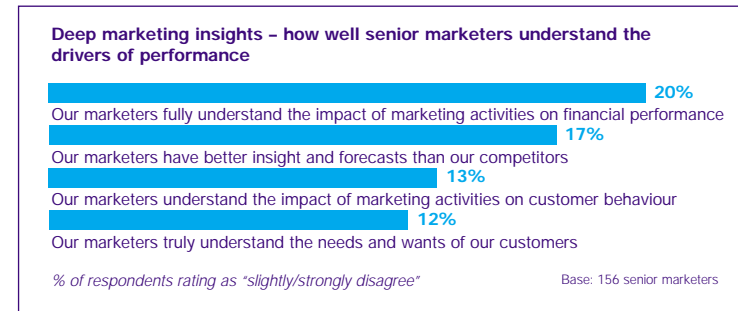 Deep marketing insights – how well senior marketers understand the
drivers of performance
20%
Our marketers fully understand the impact of marketing activities on financial performance
17%
Our marketers have better insight and forecasts than our competitors
13%
Our marketers understand the impact of marketing activities on customer behaviour
12%
Our marketers truly understand the needs and wants of our customers
% of respondents rating as “slightly/strongly disagree” Base: 156 senior marketers